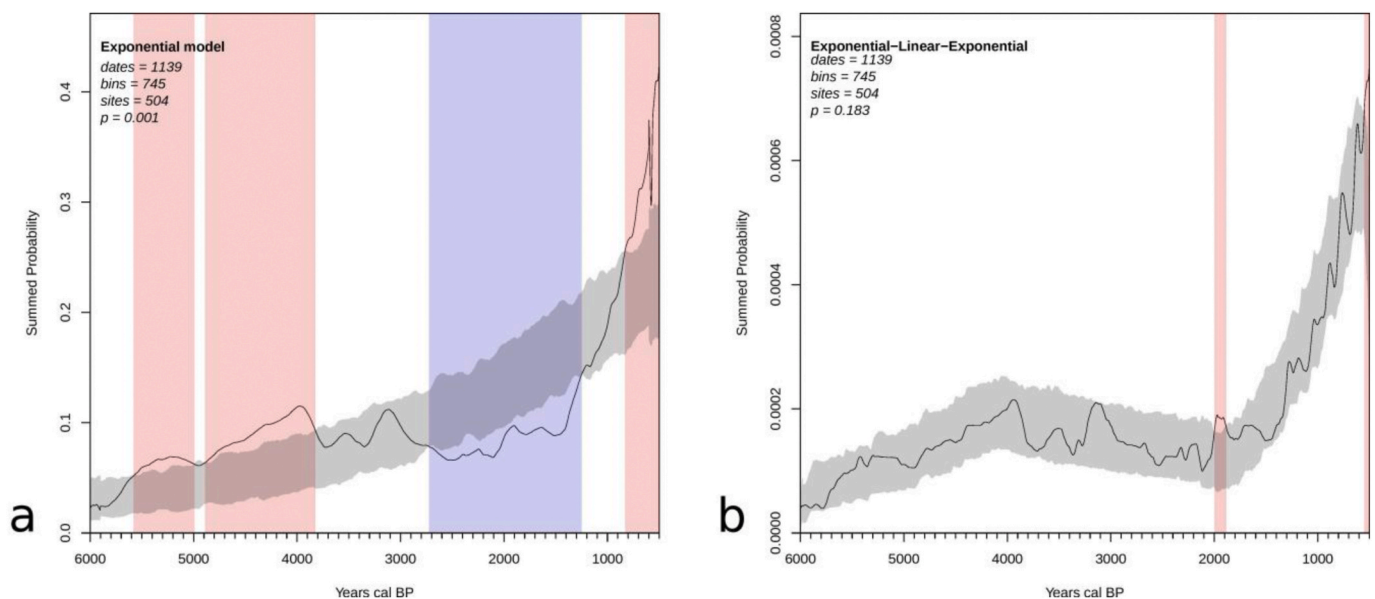 Exponential model
dates = 1139
bins = 745
sites = 504
p = 0.001
Summed Probability
0.0
0.1
0.2
0.3
0.4
6000
5000
4000
3000
2000
1000
Years cal BP
a
Exponential−Linear−Exponential
dates = 1139
bins = 745
sites = 504
p = 0.183
Summed Probability
0.0000
0.0002
0.0004
0.0006
0.0008
6000
5000
4000
3000
2000
1000
Years cal BP
b